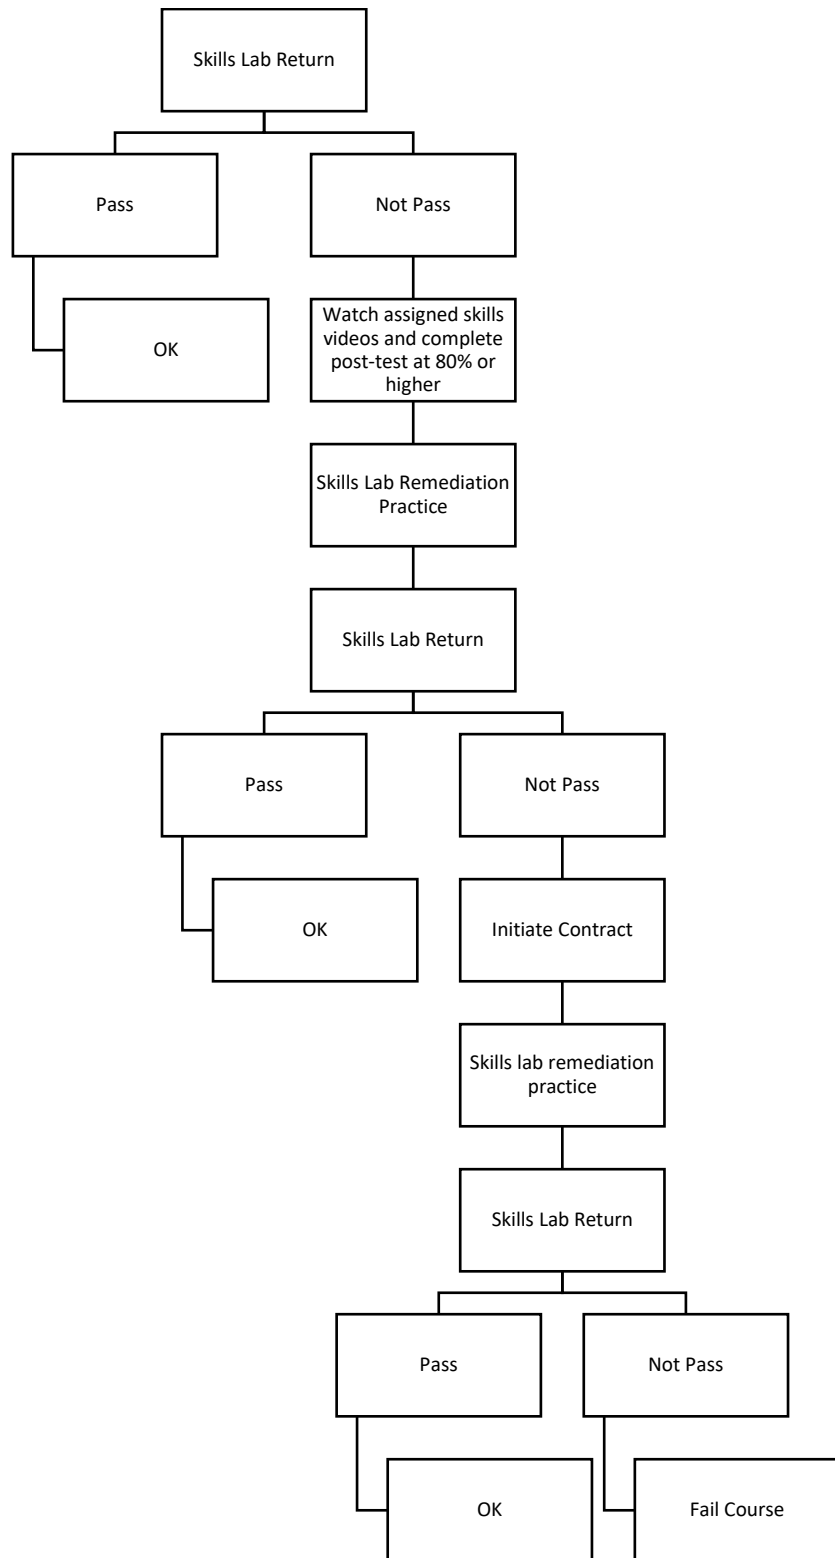 Skills Lab Return
Pass
Not Pass
OK
Watch assigned skills
videos and complete
post-test at 80% or
higher
Skills Lab Remediation
Practice
Skills Lab Return
Pass
Not Pass
OK
Initiate Contract
Skills lab remediation
practice
Skills Lab Return
Pass
Not Pass
OK
Fail Course